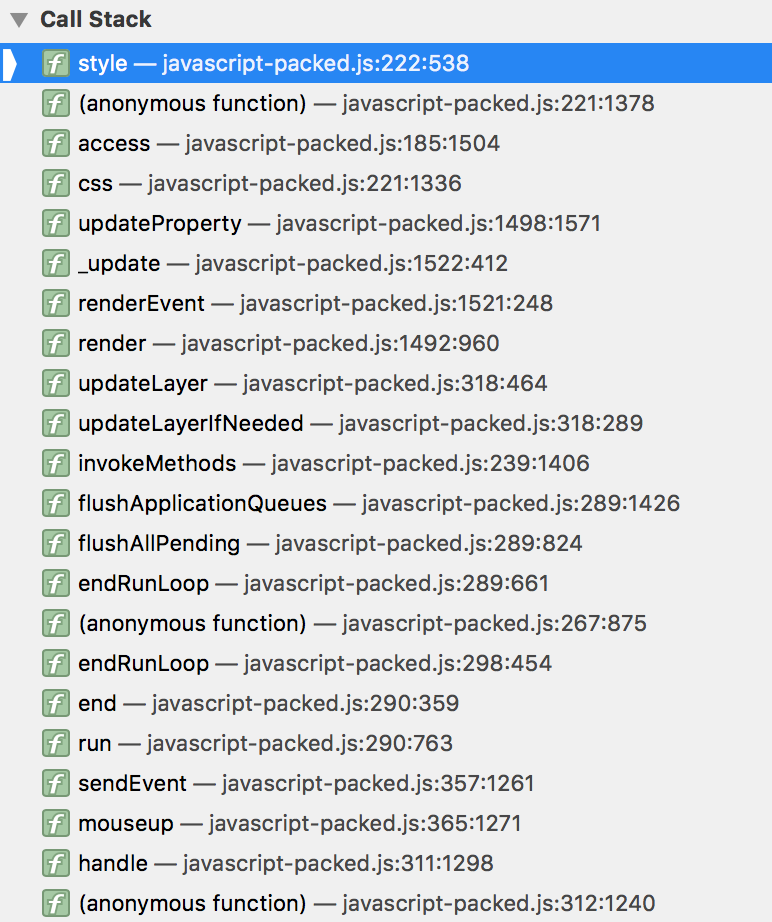 Call Stack
style — javascript-packed.js:222:538
(anonymous function) — javascript-packed.js:221:1378
access — javascript-packed.js:185:1504
css — javascript-packed.js:221:1336
updateProperty — javascript-packed.js:1498:1571
_update — javascript-packed.js:1522:412
renderEvent — javascript-packed.js:1521:248
render — javascript-packed.js:1492:960
updateLayer — javascript-packed.js:318:464
updateLayerIfNeeded — javascript-packed.js:318:289
invokeMethods — javascript-packed.js:239:1406
flushApplicationQueues — javascript-packed.js:289:1426
flushAllPending — javascript-packed.js:289:824
endRunLoop — javascript-packed.js:289:661
(anonymous function) — javascript-packed.js:267:875
endRunLoop — javascript-packed.js:298:454
end — javascript-packed.js:290:359
run — javascript-packed.js:290:763
sendEvent — javascript-packed.js:357:1261
mouseup — javascript-packed.js:365:1271
handle — javascript-packed.js:311:1298
(anonymous function) — javascript-packed.js:312:1240